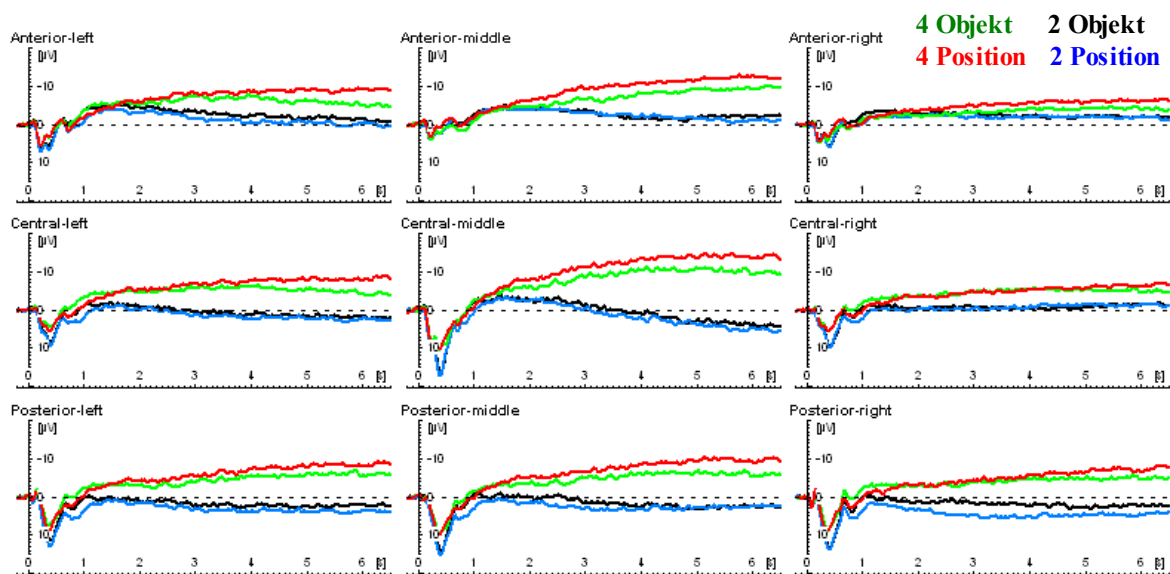 4 Objekt 2 Objekt
4 Position 2 Position
Anterior-left Anterior-middle Anterior-right
[µV] [µV] [µV]
-10 -10 -10
0 0 0
10 10 10
0 1 2 3 4 5 6 [s] 0 1 2 3 4 5 6 [s] 0 1 2 3 4 5 6 [s]
Central-left Central-middle Central-right
[µV] [µV] [µV]
-10 -10 -10
0 0 0
10 10 10
0 1 2 3 4 5 6 [s] 0 1 2 3 4 5 6 [s] 0 1 2 3 4 5 6 [s]
Posterior-left Posterior-middle Posterior-right
[µV] [µV] [µV]
-10 -10 -10
0 0 0
10 10 10
0 1 2 3 4 5 6 [s] 0 1 2 3 4 5 6 [s] 0 1 2 3 4 5 6 [s]